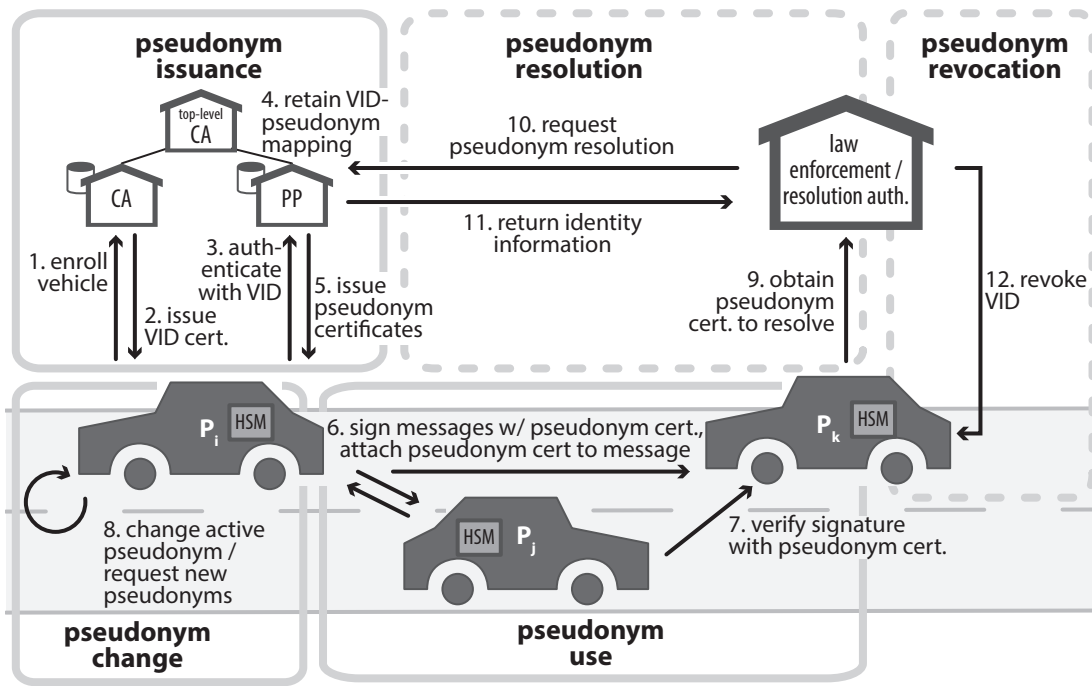 pseudonym
issuance
top-level
CA
CA
PP
4. retain VID-
pseudonym
mapping
1. enroll
vehicle
2. issue
VID cert.
3. auth-
enticate
with VID
5. issue
pseudonym
certificates
pseudonym
resolution
10. request
pseudonym resolution
11. return identity
information
law
enforcement /
resolution auth.
9. obtain
pseudonym
cert. to resolve
pseudonym
revocation
12. revoke
VID
Pi
HSM
6. sign messages w/ pseudonym cert.,
attach pseudonym cert to message
Pk
HSM
HSM
Pj
7. verify signature
with pseudonym cert.
8. change active
pseudonym /
request new
pseudonyms
pseudonym
change
pseudonym
use